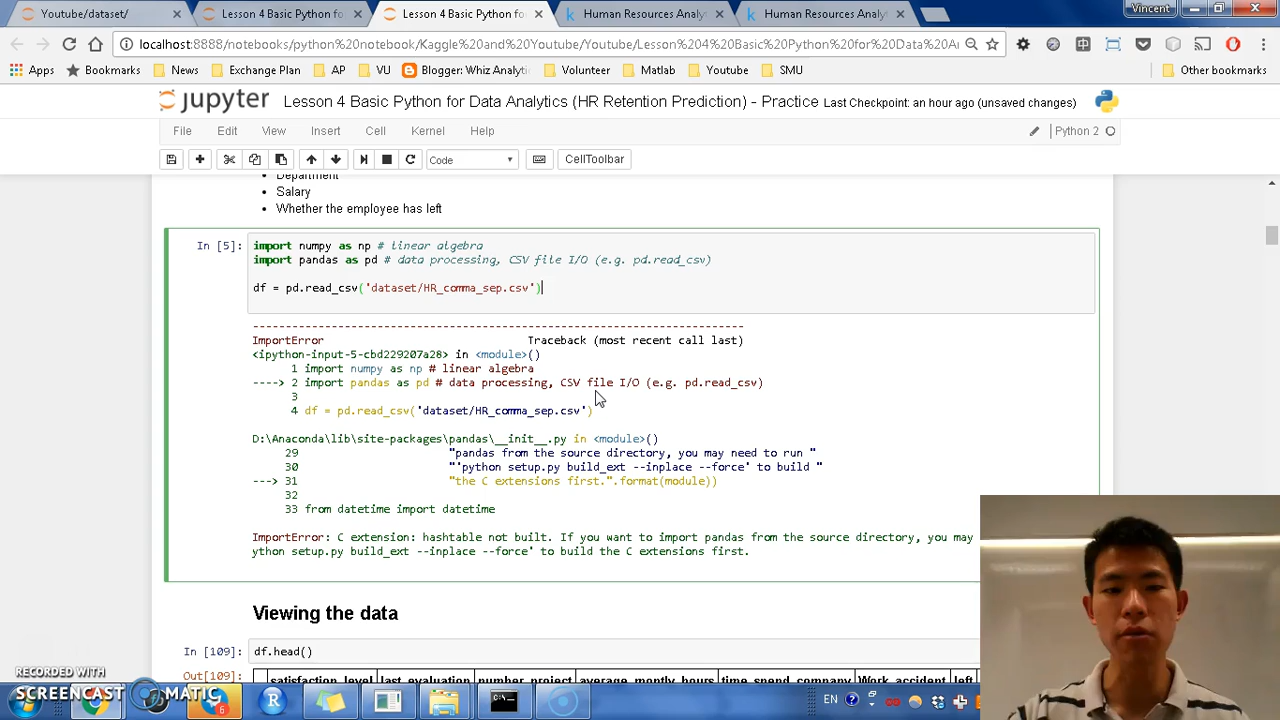 Youtube/dataset/
Lesson 4 Basic Python fo
Lesson 4 Basic Python fo
Human Resources Analy
Human Resources Analy
Vincent
localhost:8888/notebooks/python%20notebook/Kaggle%20and%20Youtube/Youtube/Lesson%204%20Basic%20Python%20for%20Data%20A
Apps
Bookmarks
News
Exchange Plan
AP
VU
Blogger: Whiz Analyti
Volunteer
Matlab
Youtube
SMU
Other bookmarks
jupyter Lesson 4 Basic Python for Data Analytics (HR Retention Prediction) - Practice Last Checkpoint: an hour ago (unsaved changes)
File Edit View Insert Cell Kernel Help
Python 2
Code
CellToolbar
Department
Salary
Whether the employee has left
In [5]: import numpy as np # linear algebra
import pandas as pd # data processing, CSV file I/O (e.g. pd.read_csv)
df = pd.read_csv('dataset/HR_comma_sep.csv')
---------------------------------------------------------------------------
ImportError Traceback (most recent call last)
<ipython-input-5-cbd229207a28> in <module>()
1 import numpy as np # linear algebra
----> 2 import pandas as pd # data processing, CSV file I/O (e.g. pd.read_csv)
3
4 df = pd.read_csv('dataset/HR_comma_sep.csv')
D:\Anaconda\lib\site-packages\pandas\__init__.py in <module>()
29 "pandas from the source directory, you may need to run "
30 "'python setup.py build_ext --inplace --force' to build "
---> 31 "the C extensions first.".format(module))
32
33 from datetime import datetime
ImportError: C extension: hashtable not built. If you want to import pandas from the source directory, you may
ython setup.py build_ext --inplace --force' to build the C extensions first.
Viewing the data
In [109]: df.head()
Out[109]:
satisfaction_level last_evaluation number_project average_montly_hours time_spend_company Work_accident left
RECORDED WITH
SCREENCAST MATIC
6
EN